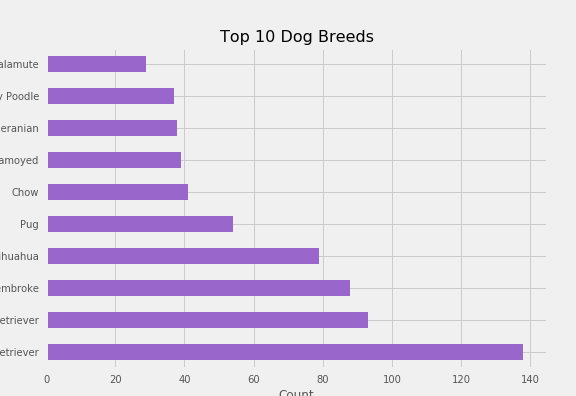 Top 10 Dog Breeds
alamute
y Poodle
eranian
amoyed
Chow
Pug
ihuahua
embroke
etriever
etriever
0 20 40 60 80 100 120 140
Count